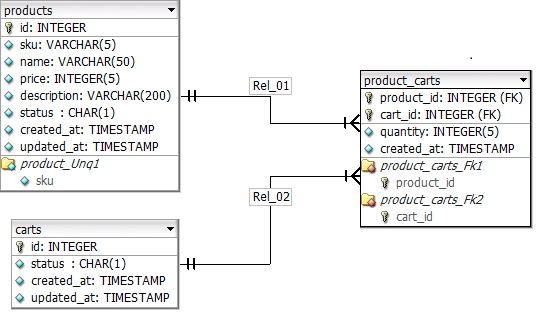 products
id: INTEGER
sku: VARCHAR(5)
name: VARCHAR(50)
price: INTEGER(5)
description: VARCHAR(200)
status : CHAR(1)
created_at: TIMESTAMP
updated_at: TIMESTAMP
product_Unq1
sku
Rel_01
product_carts
product_id: INTEGER (FK)
cart_id: INTEGER (FK)
quantity: INTEGER(5)
created_at: TIMESTAMP
product_carts_Fk1
product_id
product_carts_Fk2
cart_id
Rel_02
carts
id: INTEGER
status : CHAR(1)
created_at: TIMESTAMP
updated_at: TIMESTAMP